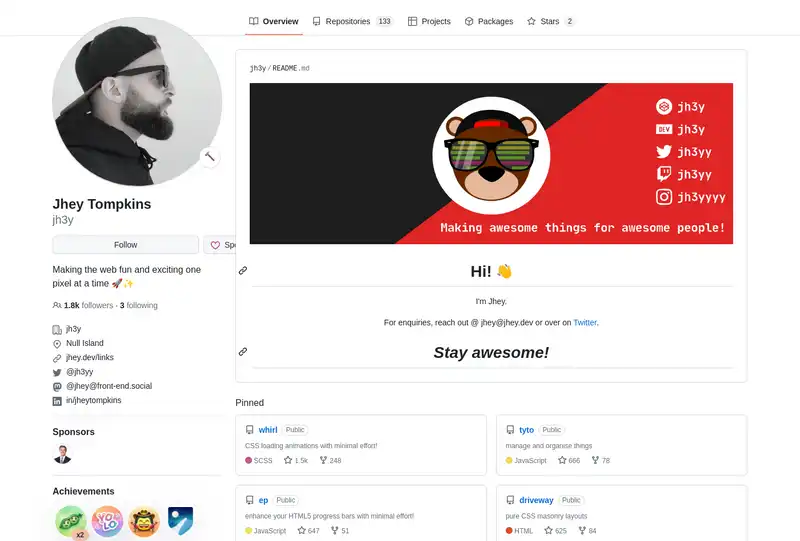 Overview Repositories 133 Projects Packages Stars 2
Jhey Tompkins
jh3y
Follow
Making the web fun and exciting one
pixel at a time 🚀✨
1.8k followers · 3 following
jh3y
Null Island
jhey.dev/links
@jh3yy
@jhey@front-end.social
in/jheytompkins
Sponsors
Achievements
YOLO
x2
jh3y/README.md
jh3y
DEV jh3y
jh3yy
jh3yy
jh3yyyy
Making awesome things for awesome people!
Hi! 👋
I'm Jhey.
For enquiries, reach out @ jhey@jhey.dev or over on Twitter.
Stay awesome!
Pinned
whirl Public
CSS loading animations with minimal effort!
SCSS 1.5k 248
tyto Public
manage and organise things
JavaScript 666 78
ep Public
enhance your HTML5 progress bars with minimal effort!
JavaScript 647 51
driveway Public
pure CSS masonry layouts
HTML 625 84